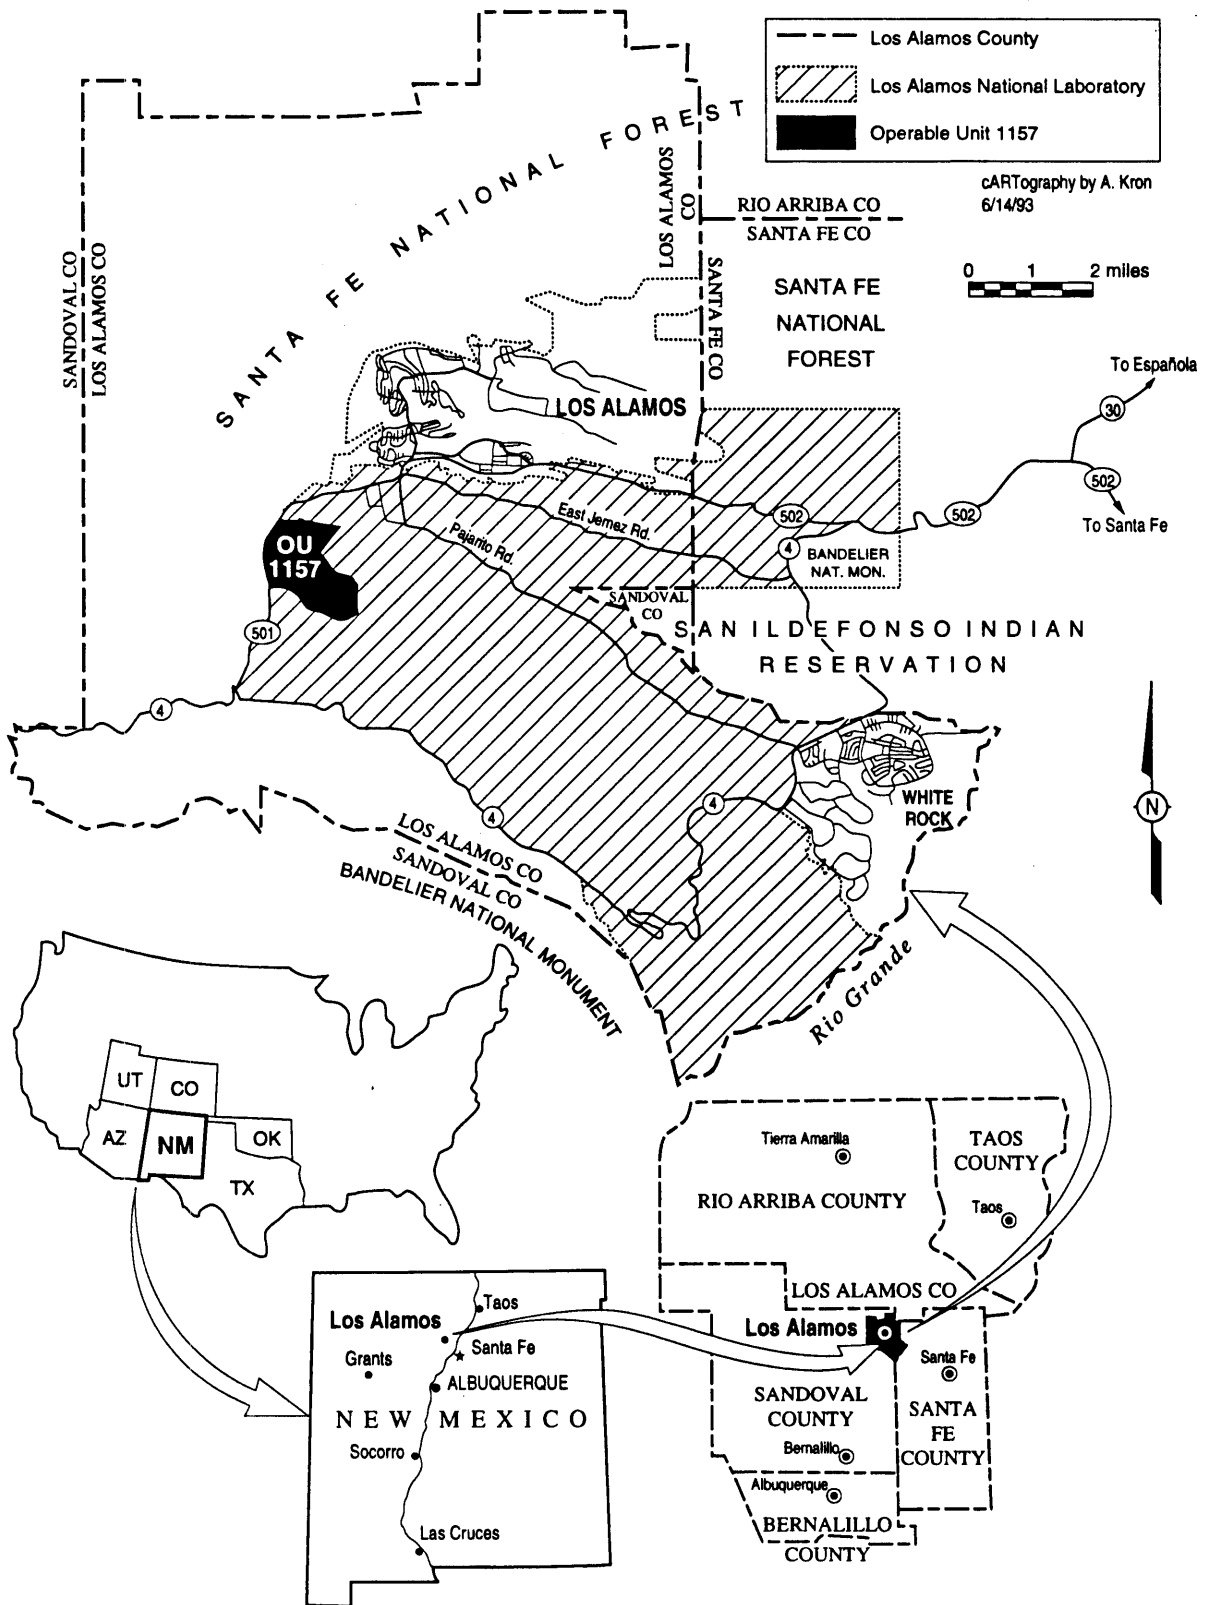 Los Alamos County
Los Alamos National Laboratory
Operable Unit 1157
cARTography by A. Kron
6/14/93
0 1 2 miles
SANTA FE NATIONAL FOREST
LOS ALAMOS
CO
RIO ARRIBA CO
SANTA FE CO
SANDOVAL CO
LOS ALAMOS CO
SANTA FE CO
SANTA FE
NATIONAL
FOREST
To Española
30
LOS ALAMOS
502
502
502
To Santa Fe
East Jemez Rd.
Pajarito Rd.
4
BANDELIER
NAT. MON.
OU
1157
SANDOVAL
CO
501
SAN ILDEFONSO INDIAN
RESERVATION
4
N
WHITE
ROCK
4
4
LOS ALAMOS CO
SANDOVAL CO
BANDELIER NATIONAL MONUMENT
Rio Grande
UT
CO
AZ
NM
OK
TX
Tierra Amarilla
TAOS
COUNTY
RIO ARRIBA COUNTY
Taos
LOS ALAMOS CO
Los Alamos
Santa Fe
SANDOVAL
COUNTY
SANTA
FE
COUNTY
Bernalillo
Albuquerque
BERNALILLO
COUNTY
Taos
Los Alamos
Santa Fe
Grants
ALBUQUERQUE
NEW MEXICO
Socorro
Las Cruces